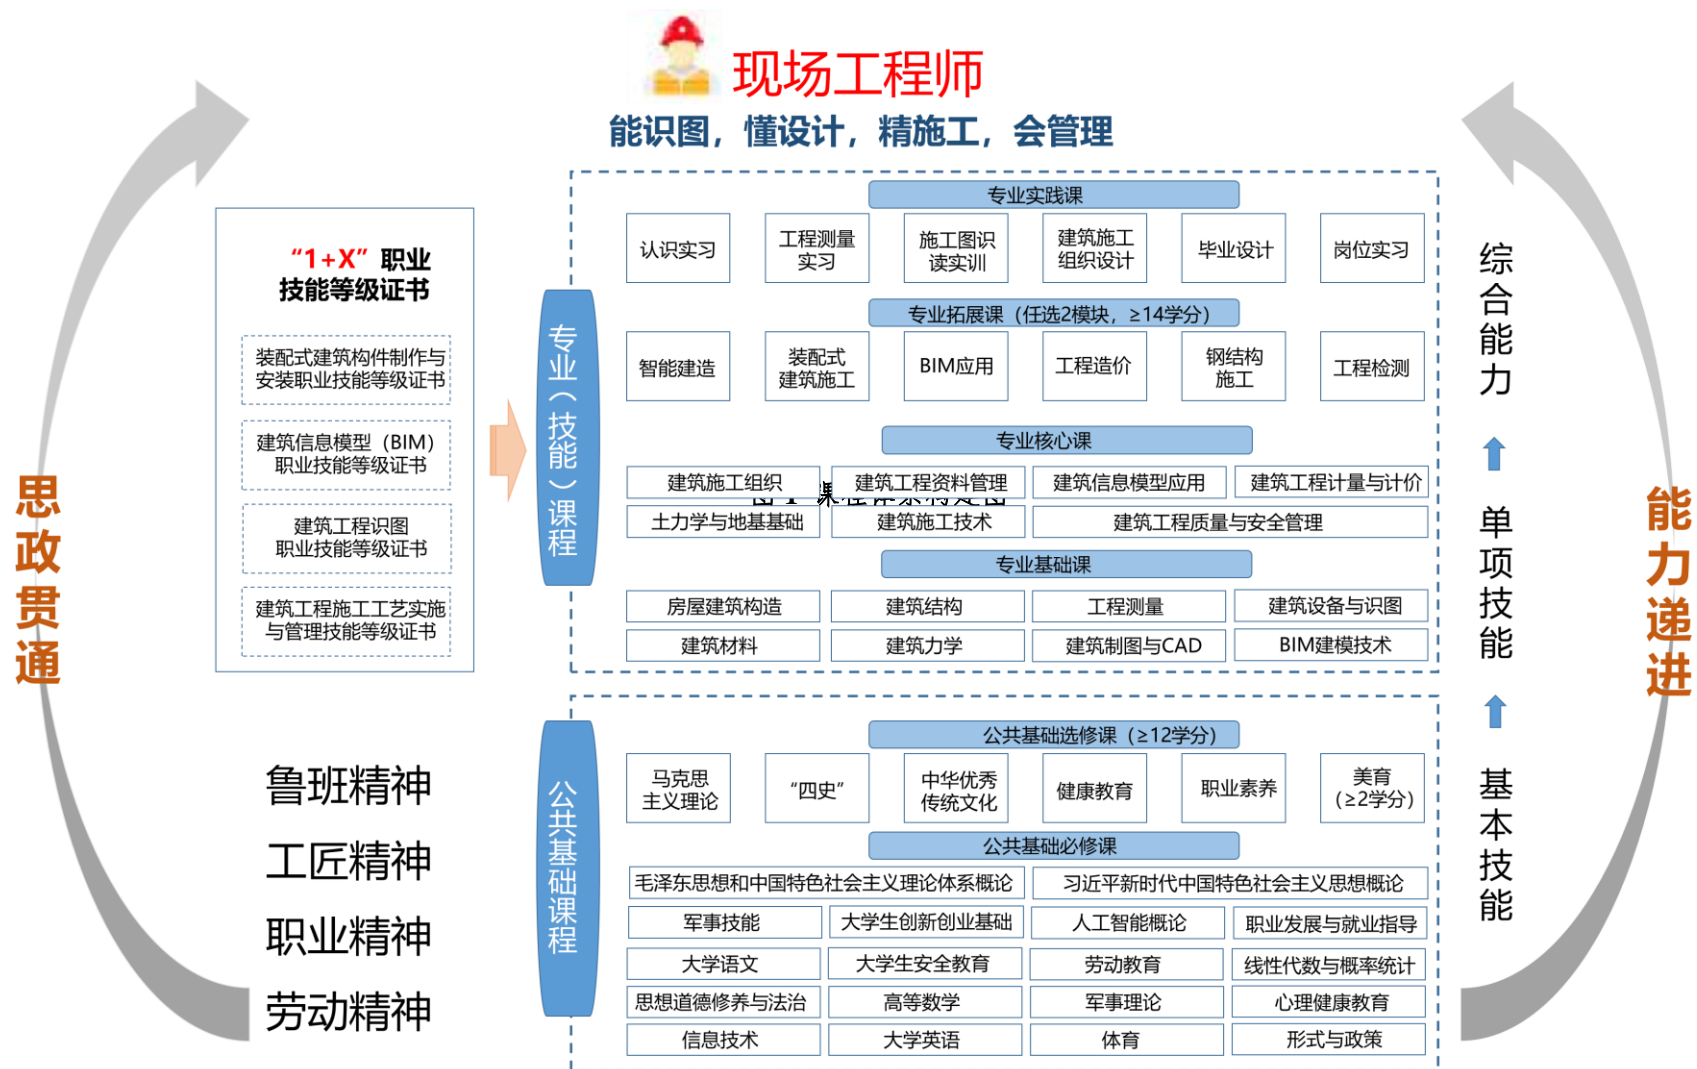 现场工程师
能识图，懂设计，精施工，会管理
思政贯通
“1+X”职业
技能等级证书
装配式建筑构件制作与
安装职业技能等级证书
建筑信息模型（BIM）
职业技能等级证书
建筑工程识图
职业技能等级证书
建筑工程施工工艺实施
与管理技能等级证书
鲁班精神
工匠精神
职业精神
劳动精神
专业（技能）课程
专业实践课
认识实习
工程测量
实习
施工图识
读实训
建筑施工
组织设计
毕业设计
岗位实习
专业拓展课（任选2模块，≥14学分）
智能建造
装配式
建筑施工
BIM应用
工程造价
钢结构
施工
工程检测
专业核心课
建筑施工组织
建筑工程资料管理
建筑信息模型应用
建筑工程计量与计价
土力学与地基基础
建筑施工技术
建筑工程质量与安全管理
专业基础课
房屋建筑构造
建筑结构
工程测量
建筑设备与识图
建筑材料
建筑力学
建筑制图与CAD
BIM建模技术
公共基础课程
公共基础选修课（≥12学分）
马克思
主义理论
“四史”
中华优秀
传统文化
健康教育
职业素养
美育
（≥2学分）
公共基础必修课
毛泽东思想和中国特色社会主义理论体系概论
习近平新时代中国特色社会主义思想概论
军事技能
大学生创新创业基础
人工智能概论
职业发展与就业指导
大学语文
大学生安全教育
劳动教育
线性代数与概率统计
思想道德修养与法治
高等数学
军事理论
心理健康教育
信息技术
大学英语
体育
形式与政策
综合能力
单项技能
基本技能
能力递进